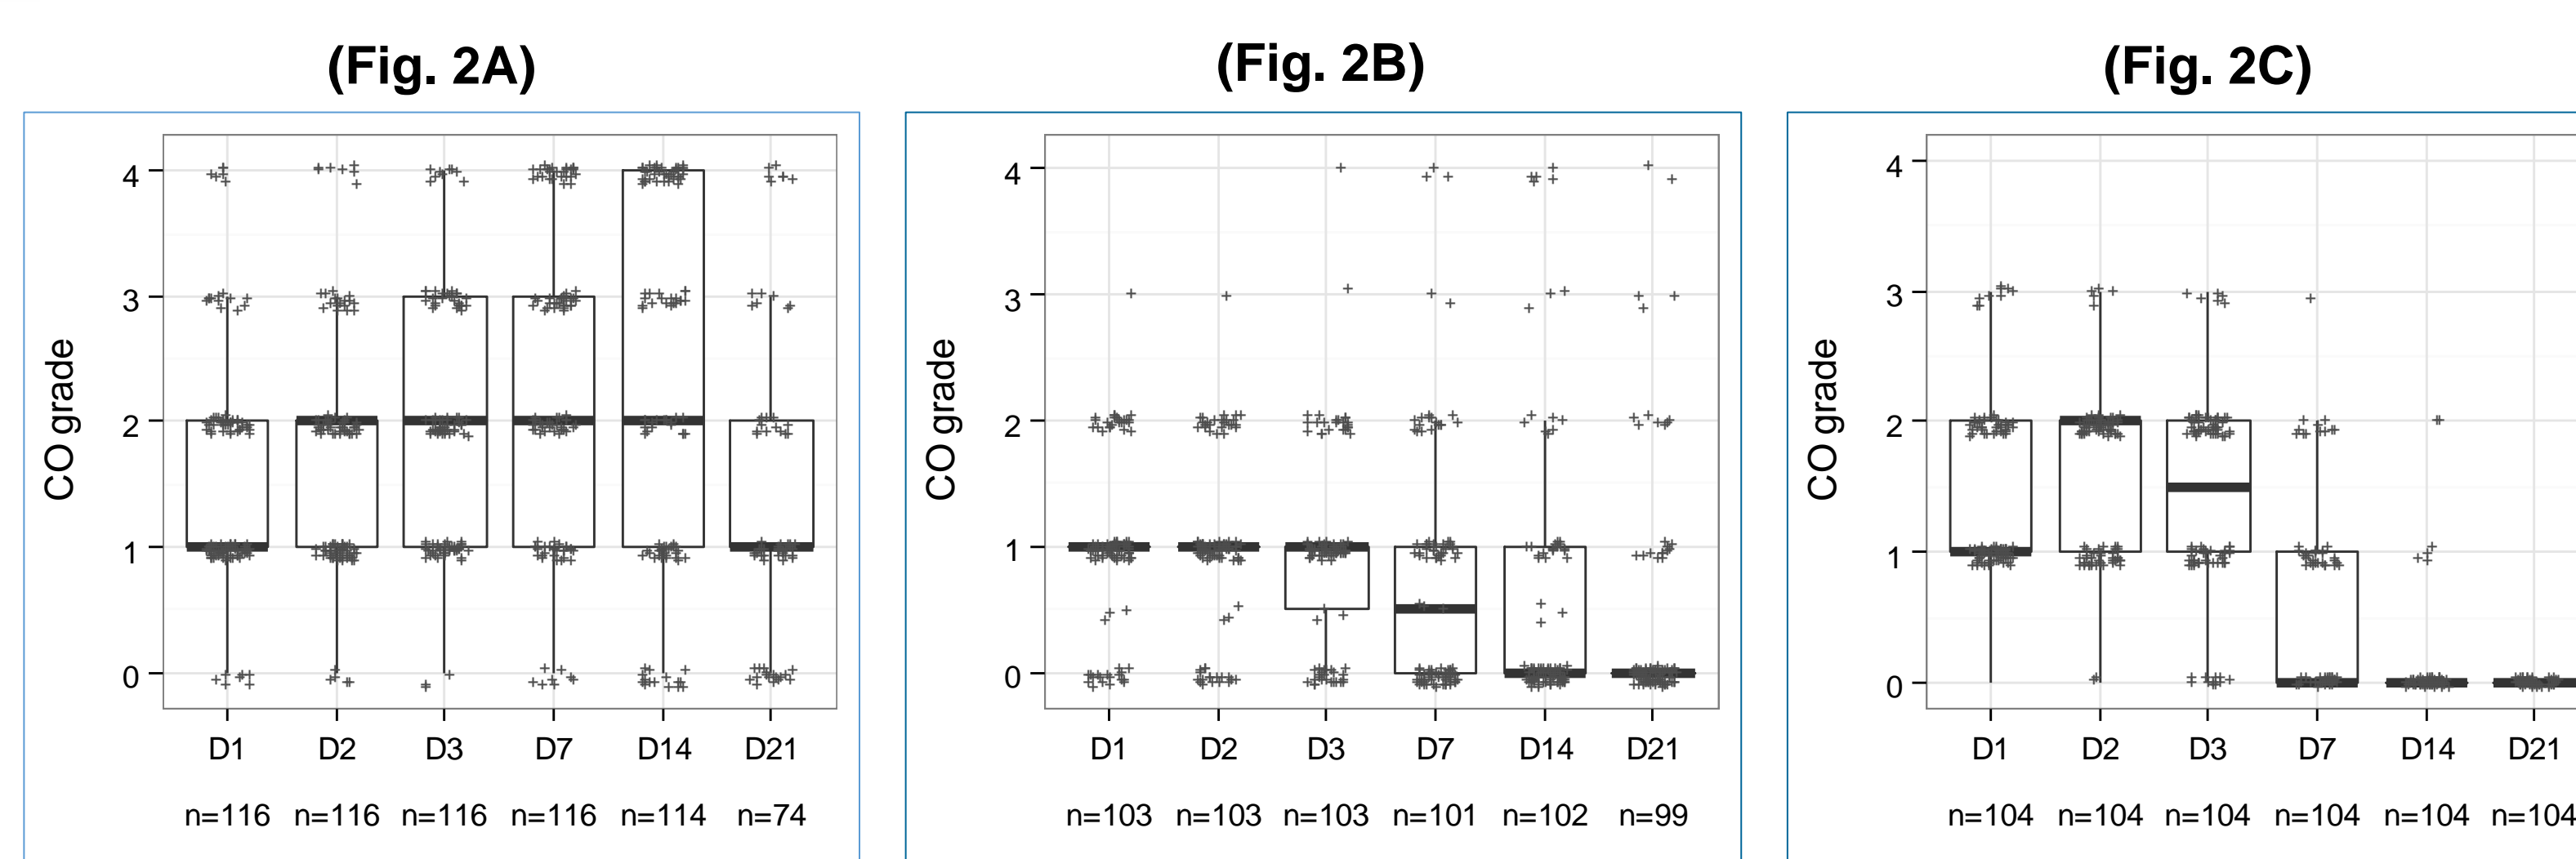 (Fig. 2A)
CO grade
4
3
2
1
0
D1 D2 D3 D7 D14 D21
n=116 n=116 n=116 n=116 n=114 n=74
(Fig. 2B)
CO grade
4
3
2
1
0
D1 D2 D3 D7 D14 D21
n=103 n=103 n=103 n=101 n=102 n=99
(Fig. 2C)
CO grade
4
3
2
1
0
D1 D2 D3 D7 D14 D21
n=104 n=104 n=104 n=104 n=104 n=104